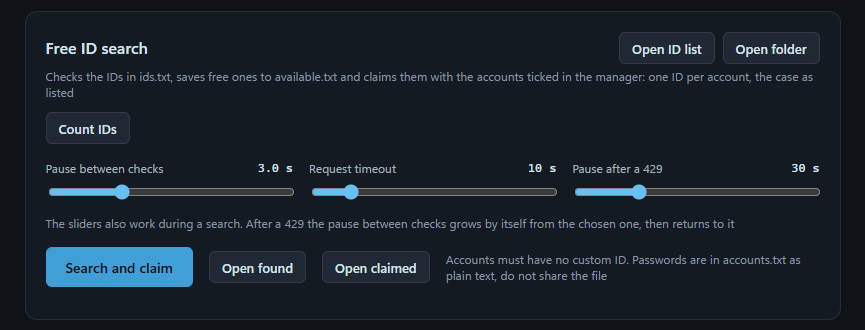 Free ID search
Open ID list
Open folder
Checks the IDs in ids.txt, saves free ones to available.txt and claims them with the accounts ticked in the manager: one ID per account, the case as
listed
Count IDs
Pause between checks
3.0 s
Request timeout
10 s
Pause after a 429
30 s
The sliders also work during a search. After a 429 the pause between checks grows by itself from the chosen one, then returns to it
Search and claim
Open found
Open claimed
Accounts must have no custom ID. Passwords are in accounts.txt as
plain text, do not share the file